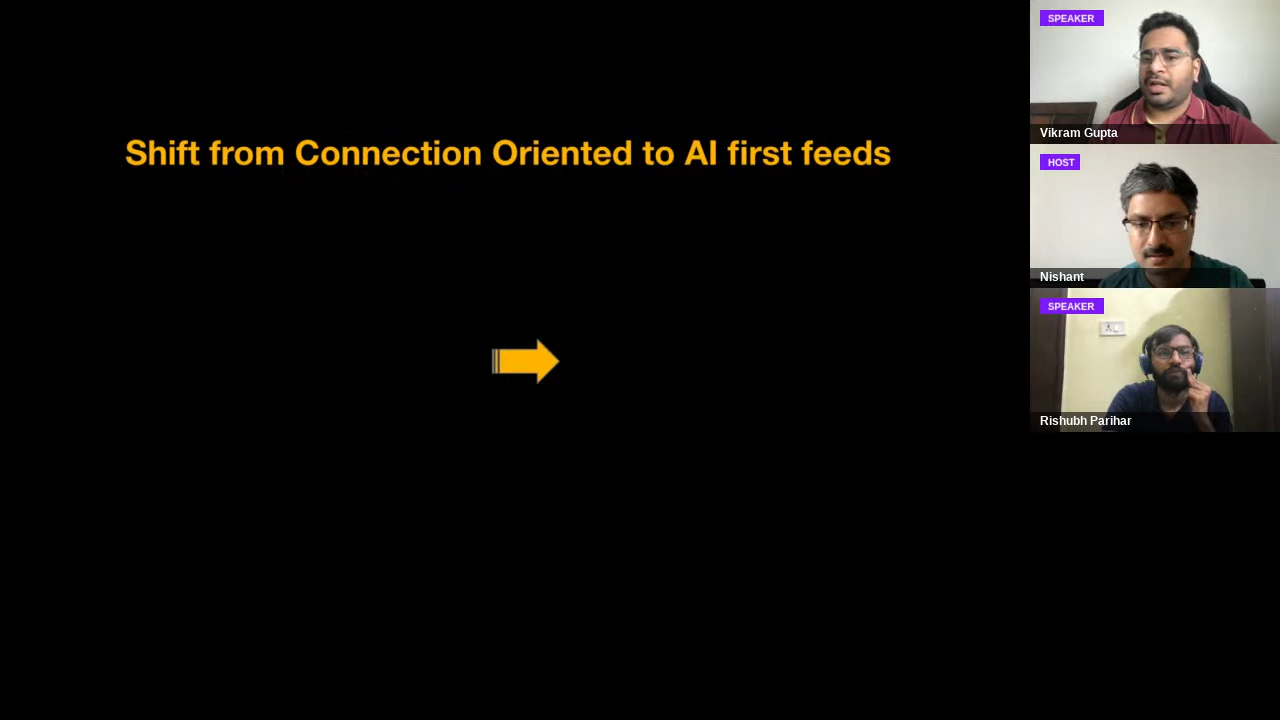 Shift from Connection Oriented to AI first feeds
SPEAKER
Vikram Gupta
HOST
Nishant
SPEAKER
Rishubh Parihar